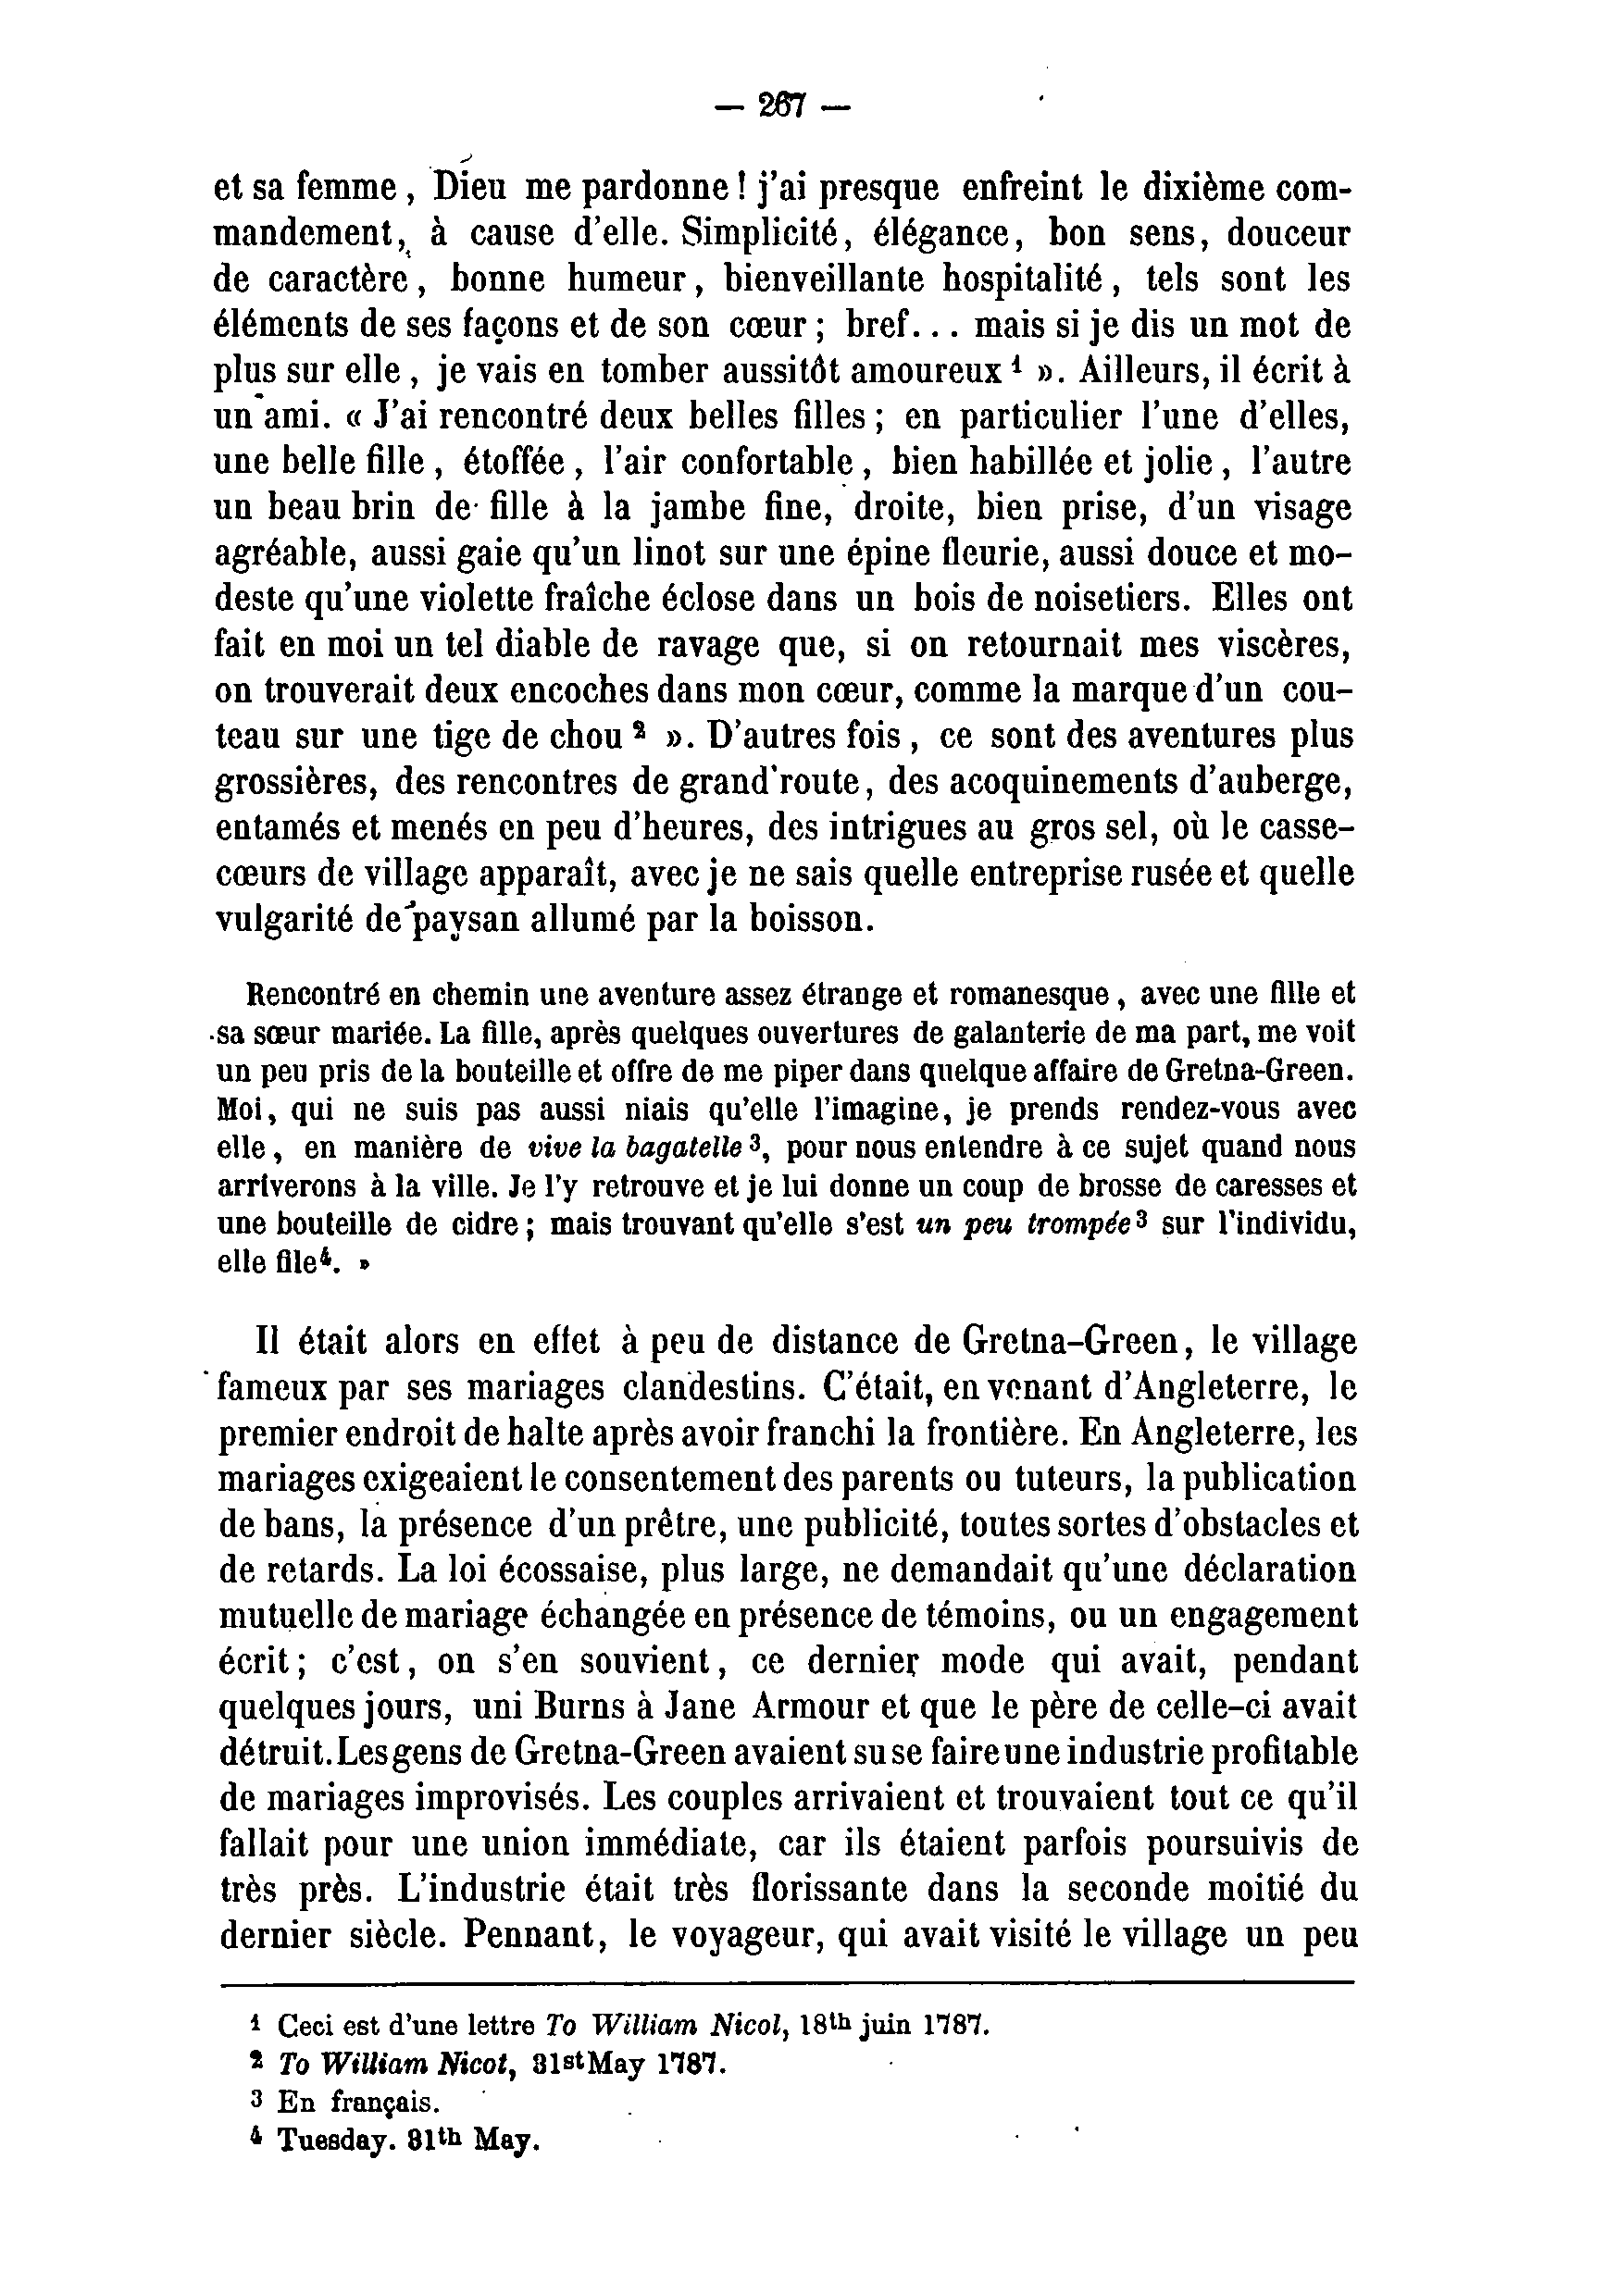 — 267 —
et sa femme, Dieu me pardonne ! j'ai presque enfreint le dixième com-
mandement, à cause d'elle. Simplicité, élégance, bon sens, douceur
de caractère, bonne humeur, bienveillante hospitalité, tels sont les
éléments de ses façons et de son cœur ; bref... mais si je dis un mot de
plus sur elle, je vais en tomber aussitôt amoureux ¹ ». Ailleurs, il écrit à
un ami. « J'ai rencontré deux belles filles ; en particulier l'une d'elles,
une belle fille, étoffée, l'air confortable, bien habillée et jolie, l'autre
un beau brin de fille à la jambe fine, droite, bien prise, d'un visage
agréable, aussi gaie qu'un linot sur une épine fleurie, aussi douce et mo-
deste qu'une violette fraîche éclose dans un bois de noisetiers. Elles ont
fait en moi un tel diable de ravage que, si on retournait mes viscères,
on trouverait deux encoches dans mon cœur, comme la marque d'un cou-
teau sur une tige de chou ² ». D'autres fois, ce sont des aventures plus
grossières, des rencontres de grand'route, des acoquinements d'auberge,
entamés et menés en peu d'heures, des intrigues au gros sel, où le casse-
cœurs de village apparaît, avec je ne sais quelle entreprise rusée et quelle
vulgarité de paysan allumé par la boisson.
Rencontré en chemin une aventure assez étrange et romanesque, avec une fille et
sa sœur mariée. La fille, après quelques ouvertures de galanterie de ma part, me voit
un peu pris de la bouteille et offre de me piper dans quelque affaire de Gretna-Green.
Moi, qui ne suis pas aussi niais qu'elle l'imagine, je prends rendez-vous avec
elle, en manière de vive la bagatelle ³, pour nous entendre à ce sujet quand nous
arriverons à la ville. Je l'y retrouve et je lui donne un coup de brosse de caresses et
une bouteille de cidre ; mais trouvant qu'elle s'est un peu trompée ³ sur l'individu,
elle file ⁴. »
Il était alors en effet à peu de distance de Gretna-Green, le village
fameux par ses mariages clandestins. C'était, en venant d'Angleterre, le
premier endroit de halte après avoir franchi la frontière. En Angleterre, les
mariages exigeaient le consentement des parents ou tuteurs, la publication
de bans, la présence d'un prêtre, une publicité, toutes sortes d'obstacles et
de retards. La loi écossaise, plus large, ne demandait qu'une déclaration
mutuelle de mariage échangée en présence de témoins, ou un engagement
écrit ; c'est, on s'en souvient, ce dernier mode qui avait, pendant
quelques jours, uni Burns à Jane Armour et que le père de celle-ci avait
détruit. Les gens de Gretna-Green avaient su se faire une industrie profitable
de mariages improvisés. Les couples arrivaient et trouvaient tout ce qu'il
fallait pour une union immédiate, car ils étaient parfois poursuivis de
très près. L'industrie était très florissante dans la seconde moitié du
dernier siècle. Pennant, le voyageur, qui avait visité le village un peu
¹ Ceci est d'une lettre To William Nicol, 18th juin 1787.
² To William Nicol, 31st May 1787.
³ En français.
⁴ Tuesday. 31th May.